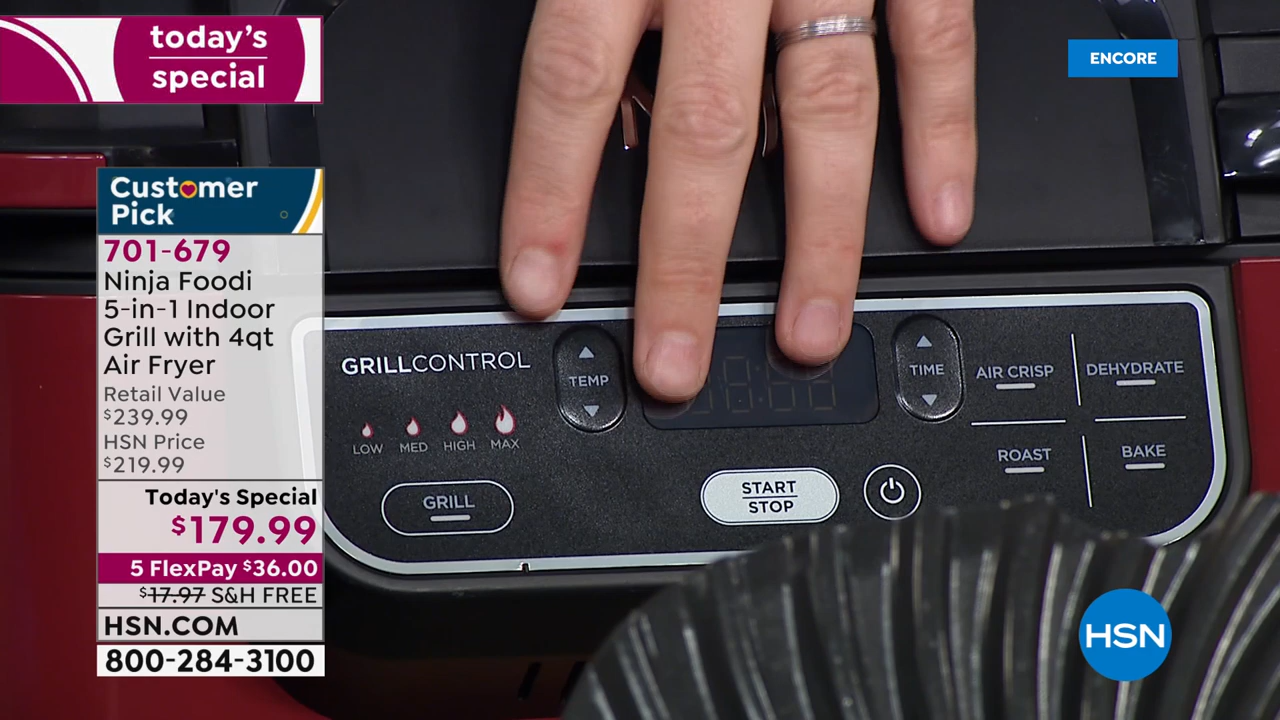 today's
special
ENCORE
Customer
Pick
701-679
Ninja Foodi
5-in-1 Indoor
Grill with 4qt
Air Fryer
Retail Value
$239.99
HSN Price
$219.99
Today's Special
$179.99
5 FlexPay $36.00
$17.97 S&H FREE
HSN.COM
800-284-3100
GRILLCONTROL
LOW MED HIGH MAX
GRILL
TEMP
START
STOP
TIME
AIR CRISP
DEHYDRATE
ROAST
BAKE
HSN